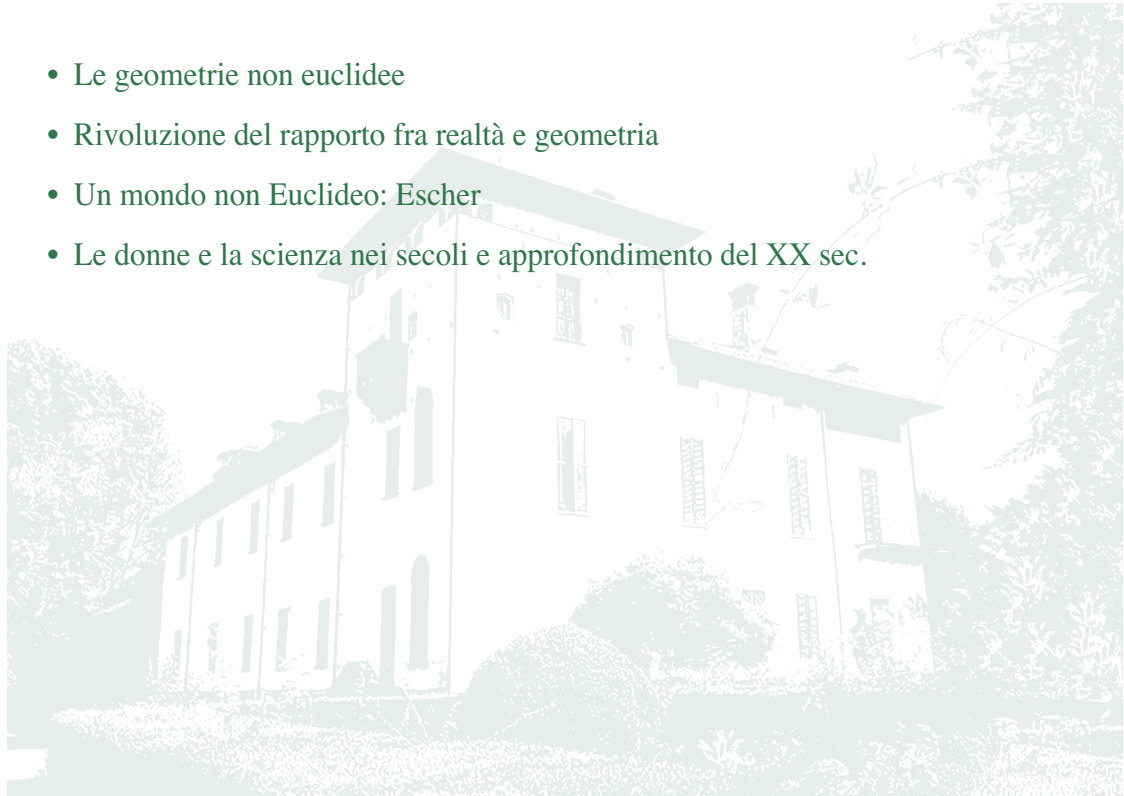 • Le geometrie non euclidee
• Rivoluzione del rapporto fra realtà e geometria
• Un mondo non Euclideo: Escher
• Le donne e la scienza nei secoli e approfondimento del XX sec.